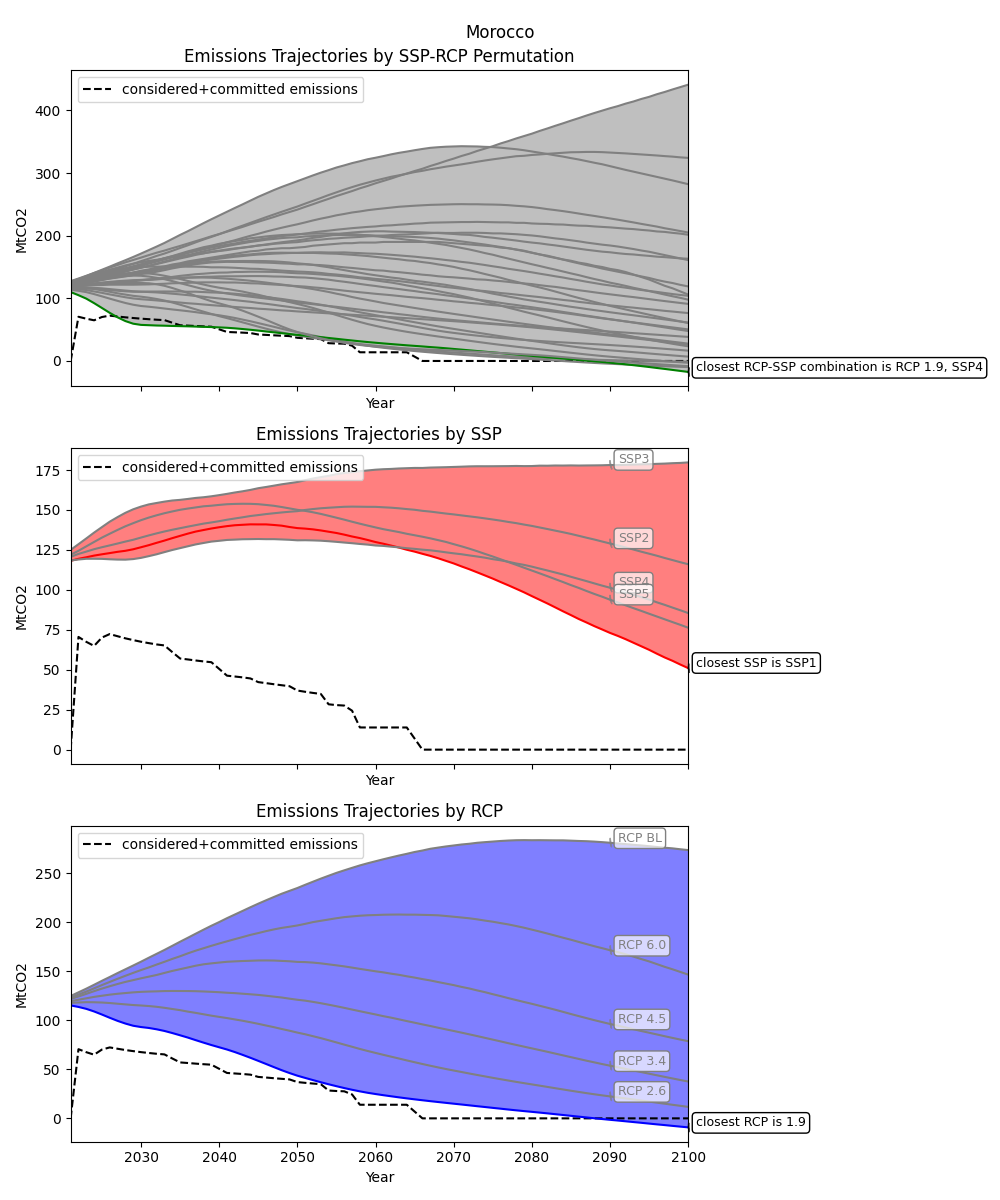 Morocco
Emissions Trajectories by SSP-RCP Permutation
considered+committed emissions
400
300
200
100
0
MtCO2
closest RCP-SSP combination is RCP 1.9, SSP4
Year
Emissions Trajectories by SSP
considered+committed emissions
175
150
125
100
75
50
25
0
MtCO2
SSP3
SSP2
SSP4
SSP5
closest SSP is SSP1
Year
Emissions Trajectories by RCP
considered+committed emissions
250
200
150
100
50
0
MtCO2
RCP BL
RCP 6.0
RCP 4.5
RCP 3.4
RCP 2.6
closest RCP is 1.9
2030 2040 2050 2060 2070 2080 2090 2100
Year